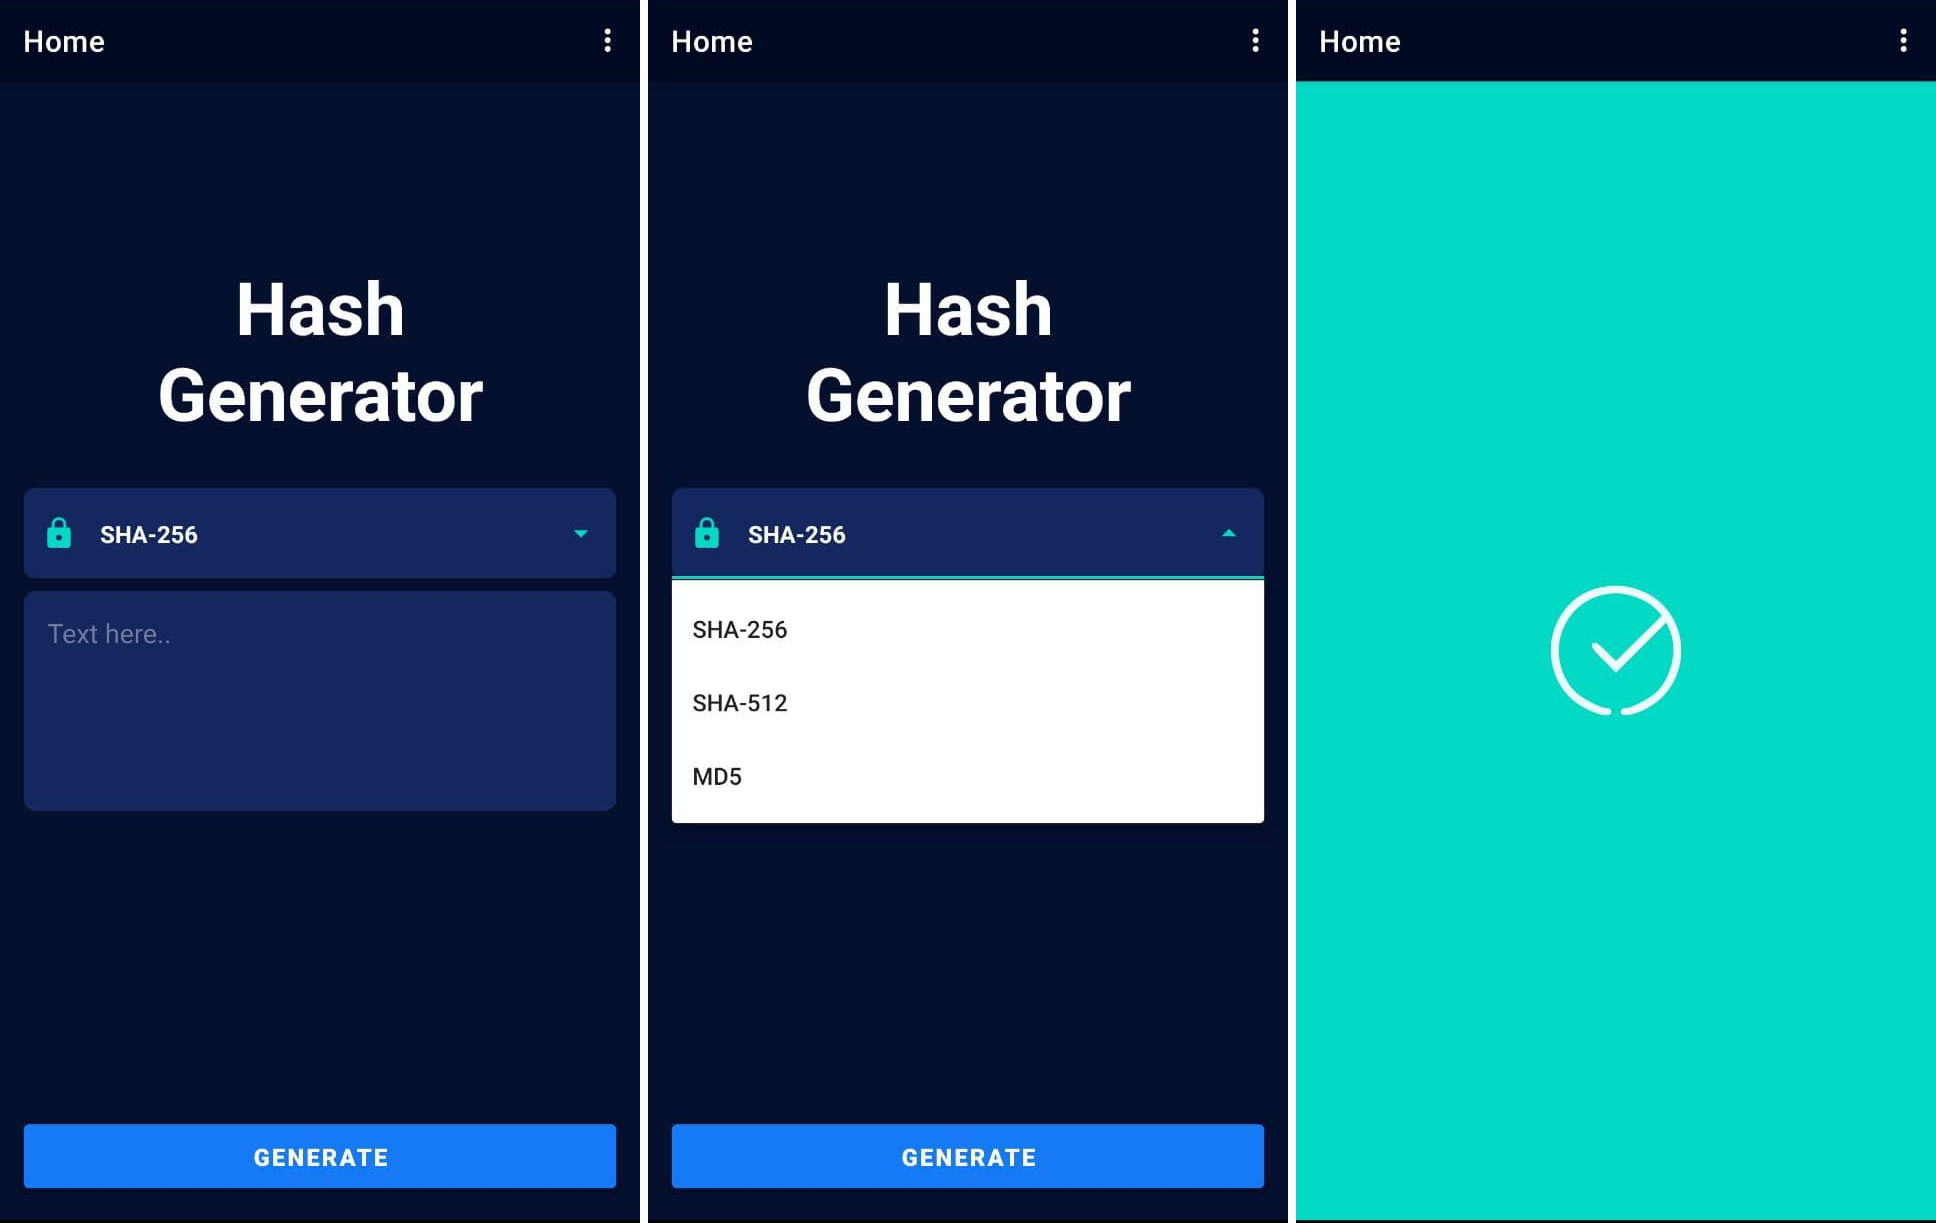 Home
Hash
Generator
SHA-256
Text here..
GENERATE
Home
Hash
Generator
SHA-256
SHA-256
SHA-512
MD5
GENERATE
Home